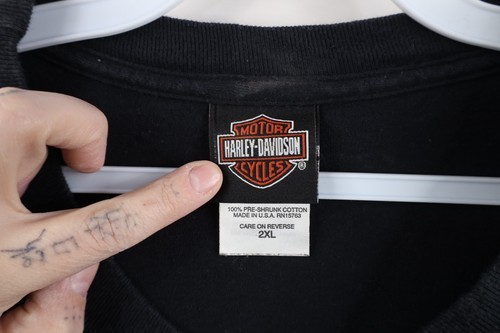 MOTOR
HARLEY-DAVIDSON
CYCLES
®
100% PRE-SHRUNK COTTON
MADE IN U.S.A. RN15763
CARE ON REVERSE
2XL